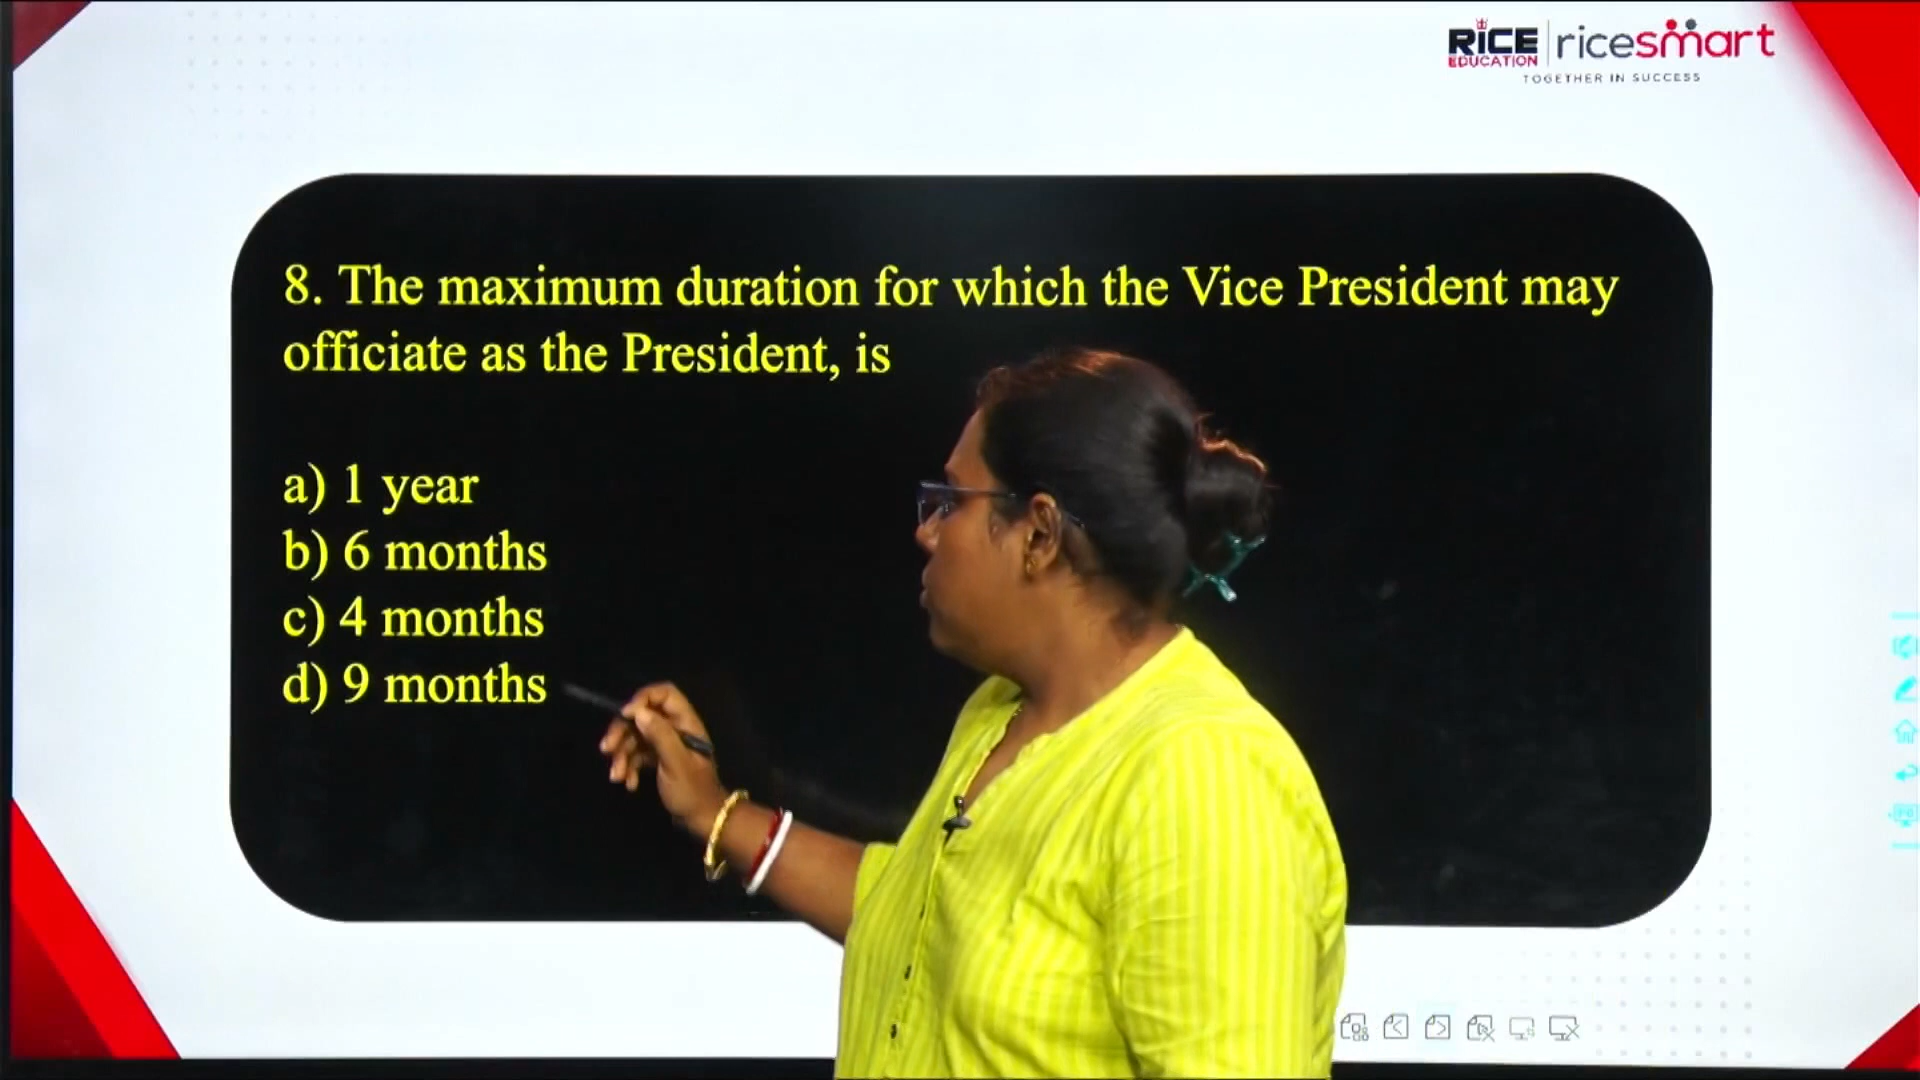 RICE
EDUCATION
ricesmart
TOGETHER IN SUCCESS
8. The maximum duration for which the Vice President may
officiate as the President, is
a) 1 year
b) 6 months
c) 4 months
d) 9 months